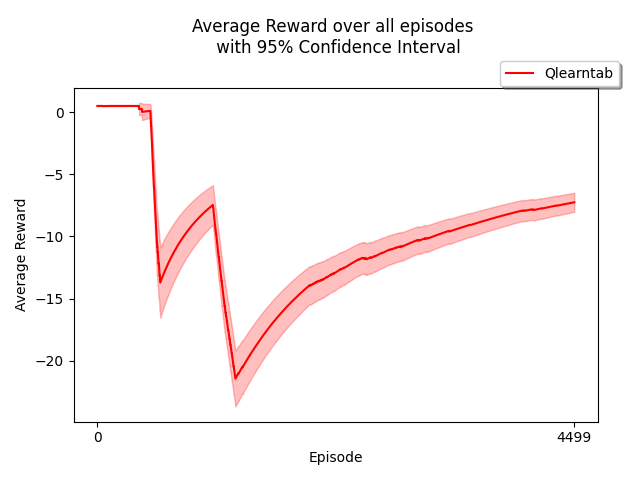 Average Reward over all episodes
with 95% Confidence Interval
Qlearntab
0
−5
−10
−15
−20
Average Reward
0
4499
Episode